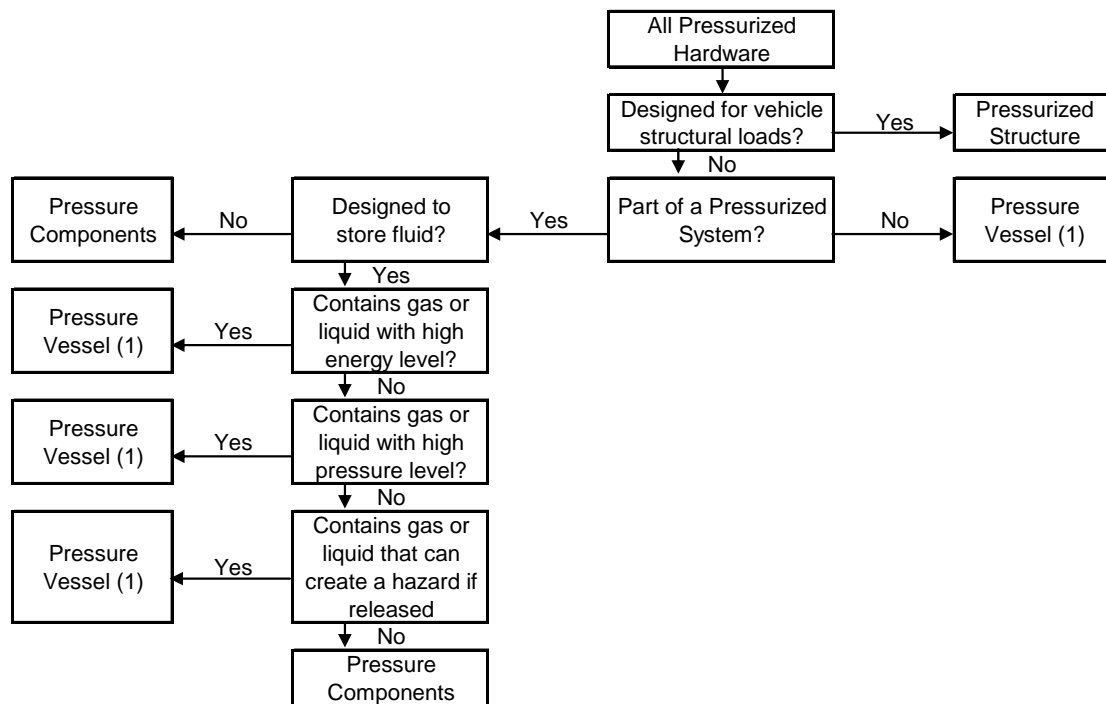 All Pressurized
Hardware
Designed for vehicle
structural loads?
Yes
Pressurized
Structure
No
Pressure
Components
No
Designed to
store fluid?
Yes
Part of a Pressurized
System?
No
Pressure
Vessel (1)
Yes
Pressure
Vessel (1)
Yes
Contains gas or
liquid with high
energy level?
No
Pressure
Vessel (1)
Yes
Contains gas or
liquid with high
pressure level?
No
Pressure
Vessel (1)
Yes
Contains gas or
liquid that can
create a hazard if
released
No
Pressure
Components